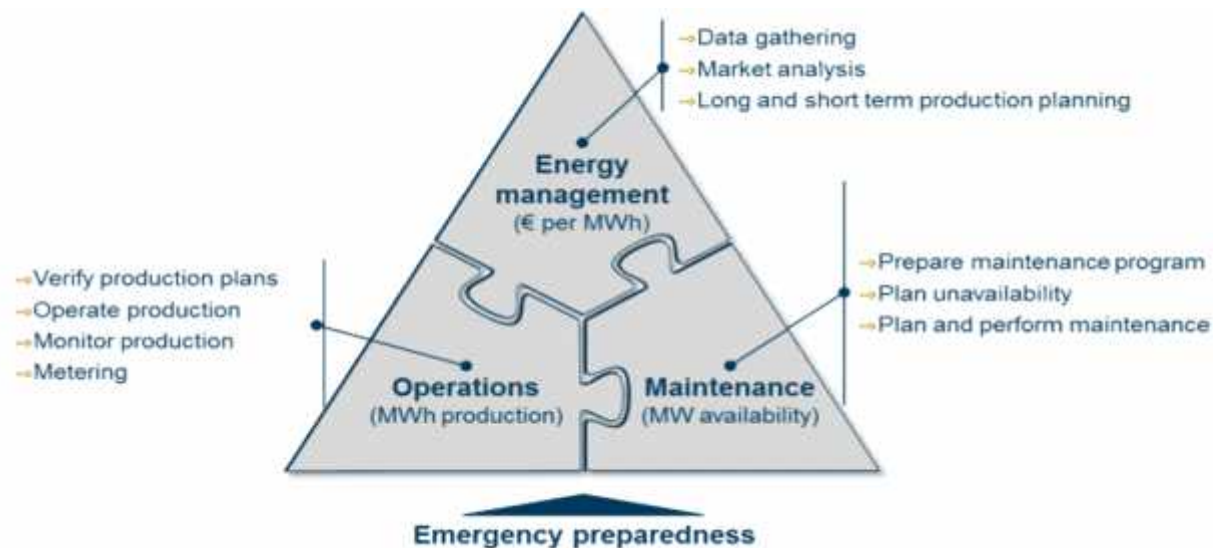 →Data gathering
→Market analysis
→Long and short term production planning
Energy
management
(€ per MWh)
→Verify production plans
→Operate production
→Monitor production
→Metering
→Prepare maintenance program
→Plan unavailability
→Plan and perform maintenance
Operations
(MWh production)
Maintenance
(MW availability)
Emergency preparedness